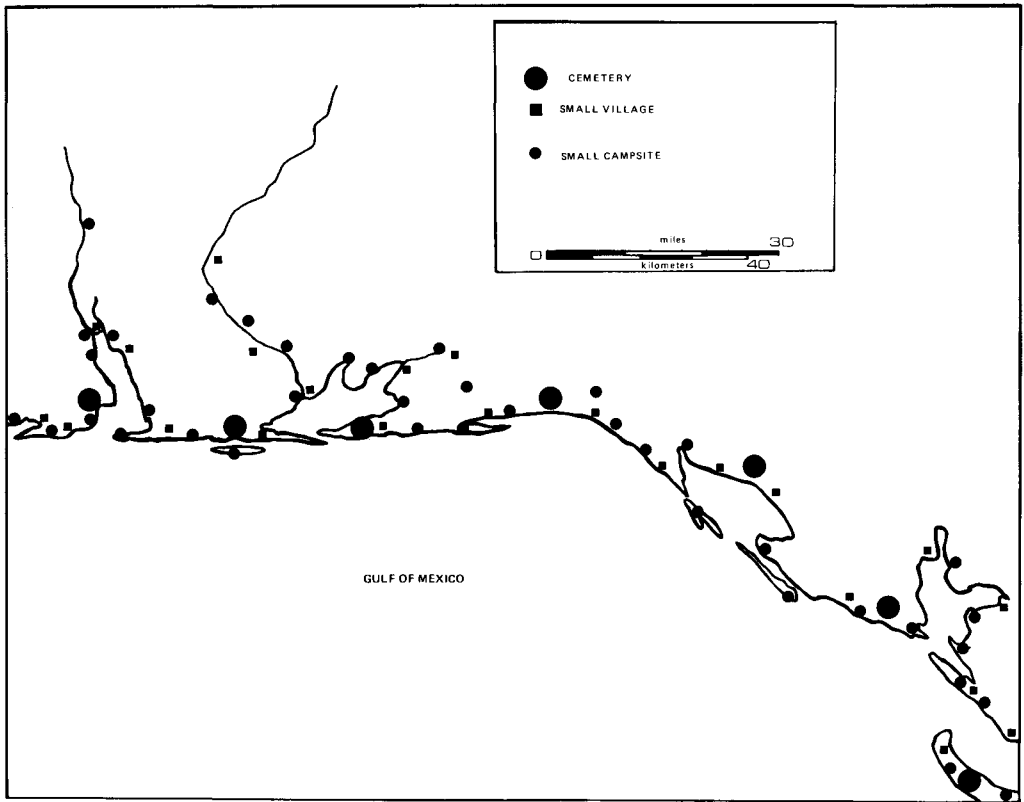 CEMETERY
SMALL VILLAGE
SMALL CAMPSITE
miles
0 30
kilometers
40
GULF OF MEXICO